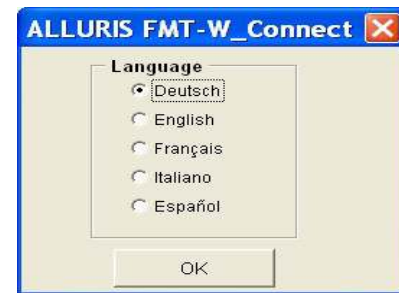 ALLURIS FMT-W_Connect
Language
Deutsch
English
Français
Italiano
Español
OK